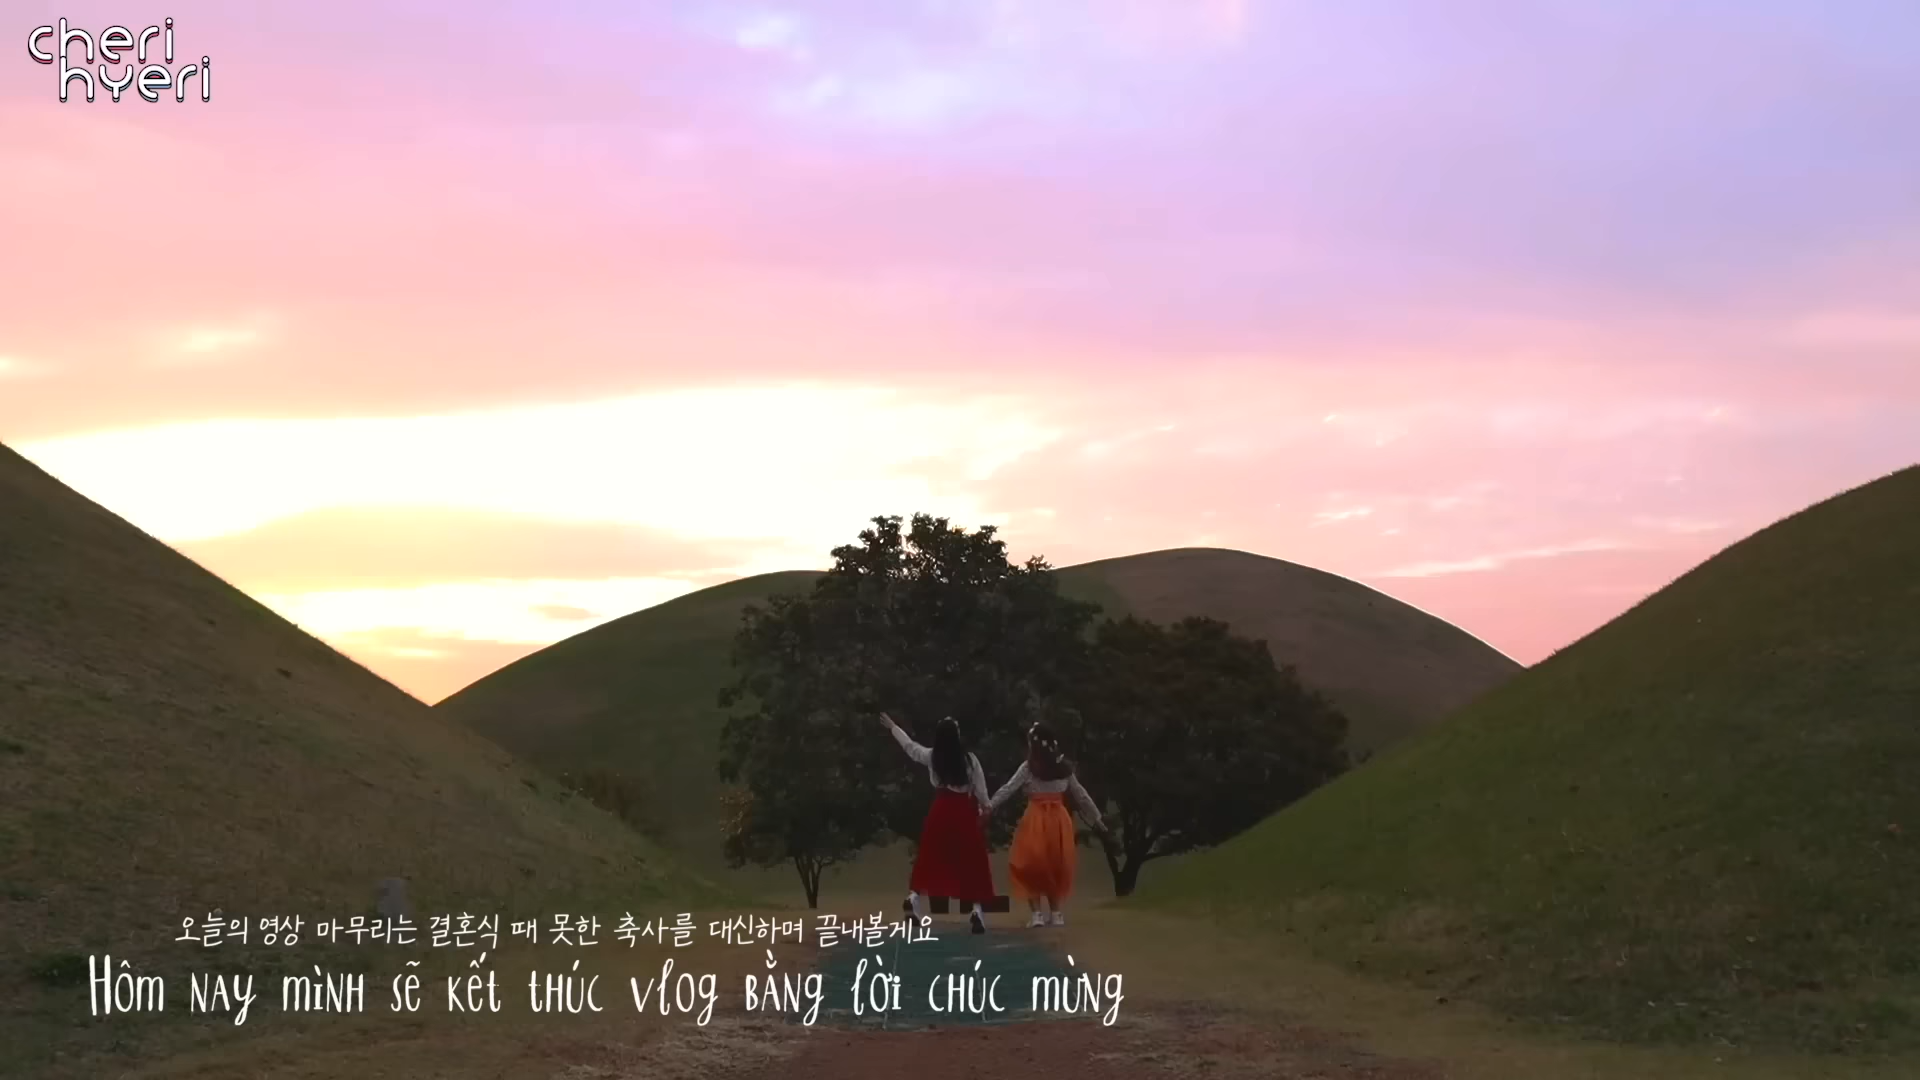 cheri
hyeri
오늘의 영상 마무리는 결혼식 때 못한 축사를 대신하며 끝내볼게요
Hôm nay mình sẽ kết thúc vlog bằng lời chúc mừng